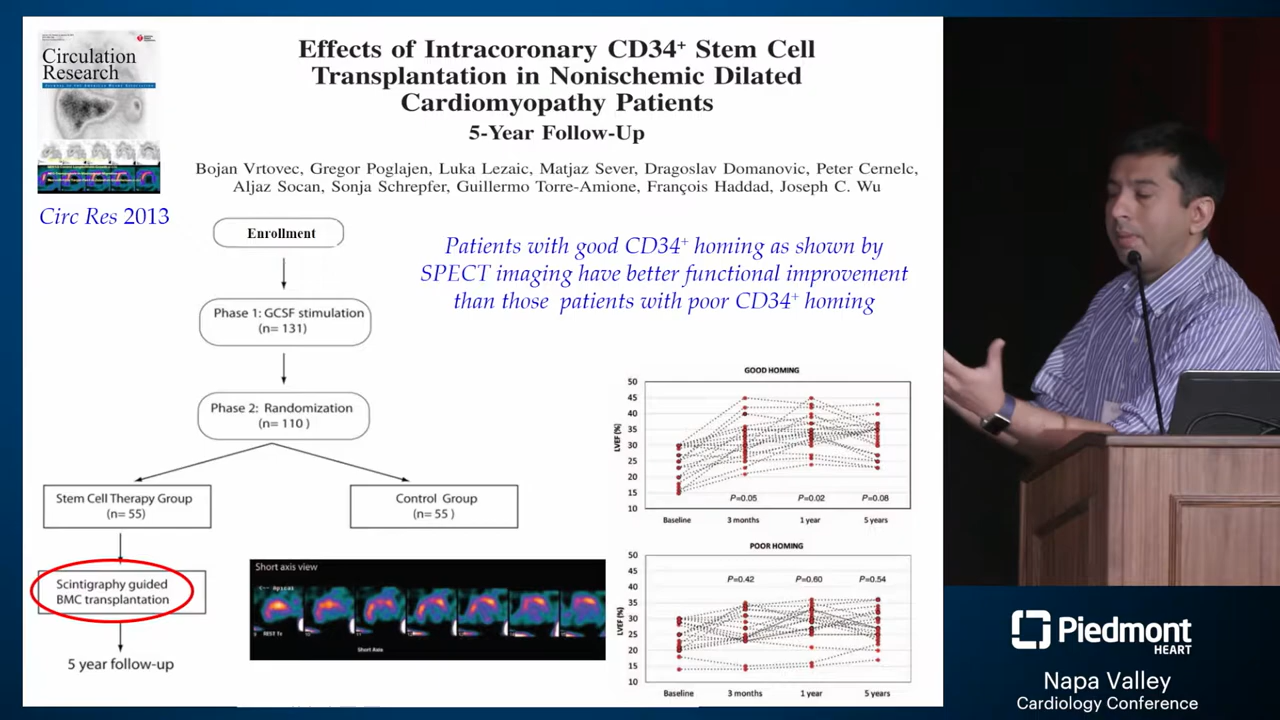 Circulation
Research
Effects of Intracoronary CD34+ Stem Cell
Transplantation in Nonischemic Dilated
Cardiomyopathy Patients
5-Year Follow-Up
Bojan Vrtovec, Gregor Poglajen, Luka Lezaic, Matjaz Sever, Dragoslav Domanovic, Peter Cernelc,
Aljaz Socan, Sonja Schrepfer, Guillermo Torre-Amione, François Haddad, Joseph C. Wu
Circ Res 2013
Enrollment
Phase 1: GCSF stimulation
(n= 131)
Phase 2: Randomization
(n= 110 )
Stem Cell Therapy Group
(n= 55)
Control Group
(n= 55 )
Scintigraphy guided
BMC transplantation
5 year follow-up
Patients with good CD34+ homing as shown by
SPECT imaging have better functional improvement
than those patients with poor CD34+ homing
Short axis view
<-- Apical
REST Tx
Short Axis
GOOD HOMING
LVEF (%)
50
45
40
35
30
25
20
15
10
P=0.05 P=0.02 P=0.08
Baseline 3 months 1 year 5 years
POOR HOMING
LVEF (%)
50
45
40
35
30
25
20
15
10
P=0.42 P=0.60 P=0.54
Baseline 3 months 1 year 5 years
Piedmont
HEART
Napa Valley
Cardiology Conference